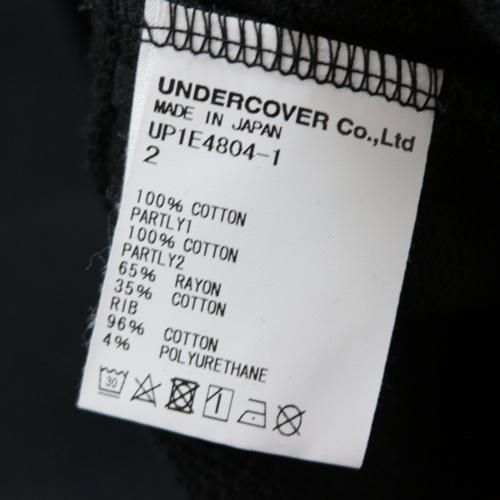 UNDERCOVER Co.,Ltd
MADE IN JAPAN
UP1E4804-1
2
100% COTTON
PARTLY1
100% COTTON
PARTLY2
65% RAYON
35% COTTON
RIB
96% COTTON
4% POLYURETHANE
30